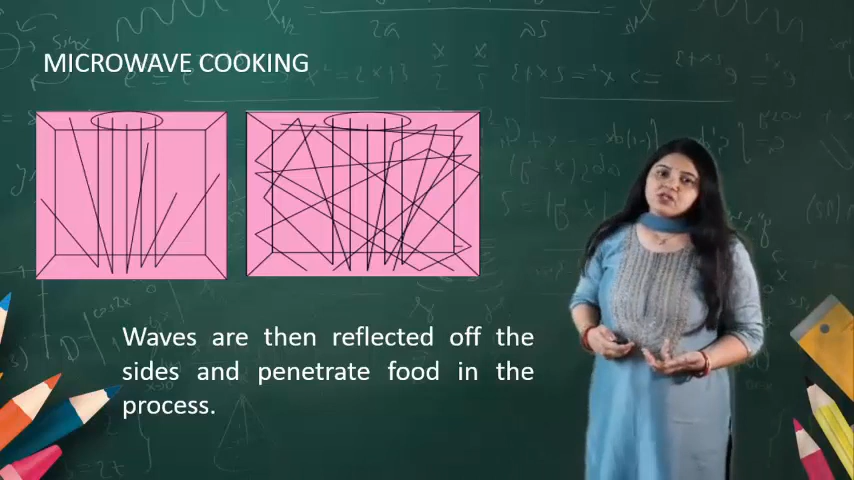 MICROWAVE COOKING
Waves are then reflected off the
sides and penetrate food in the
process.